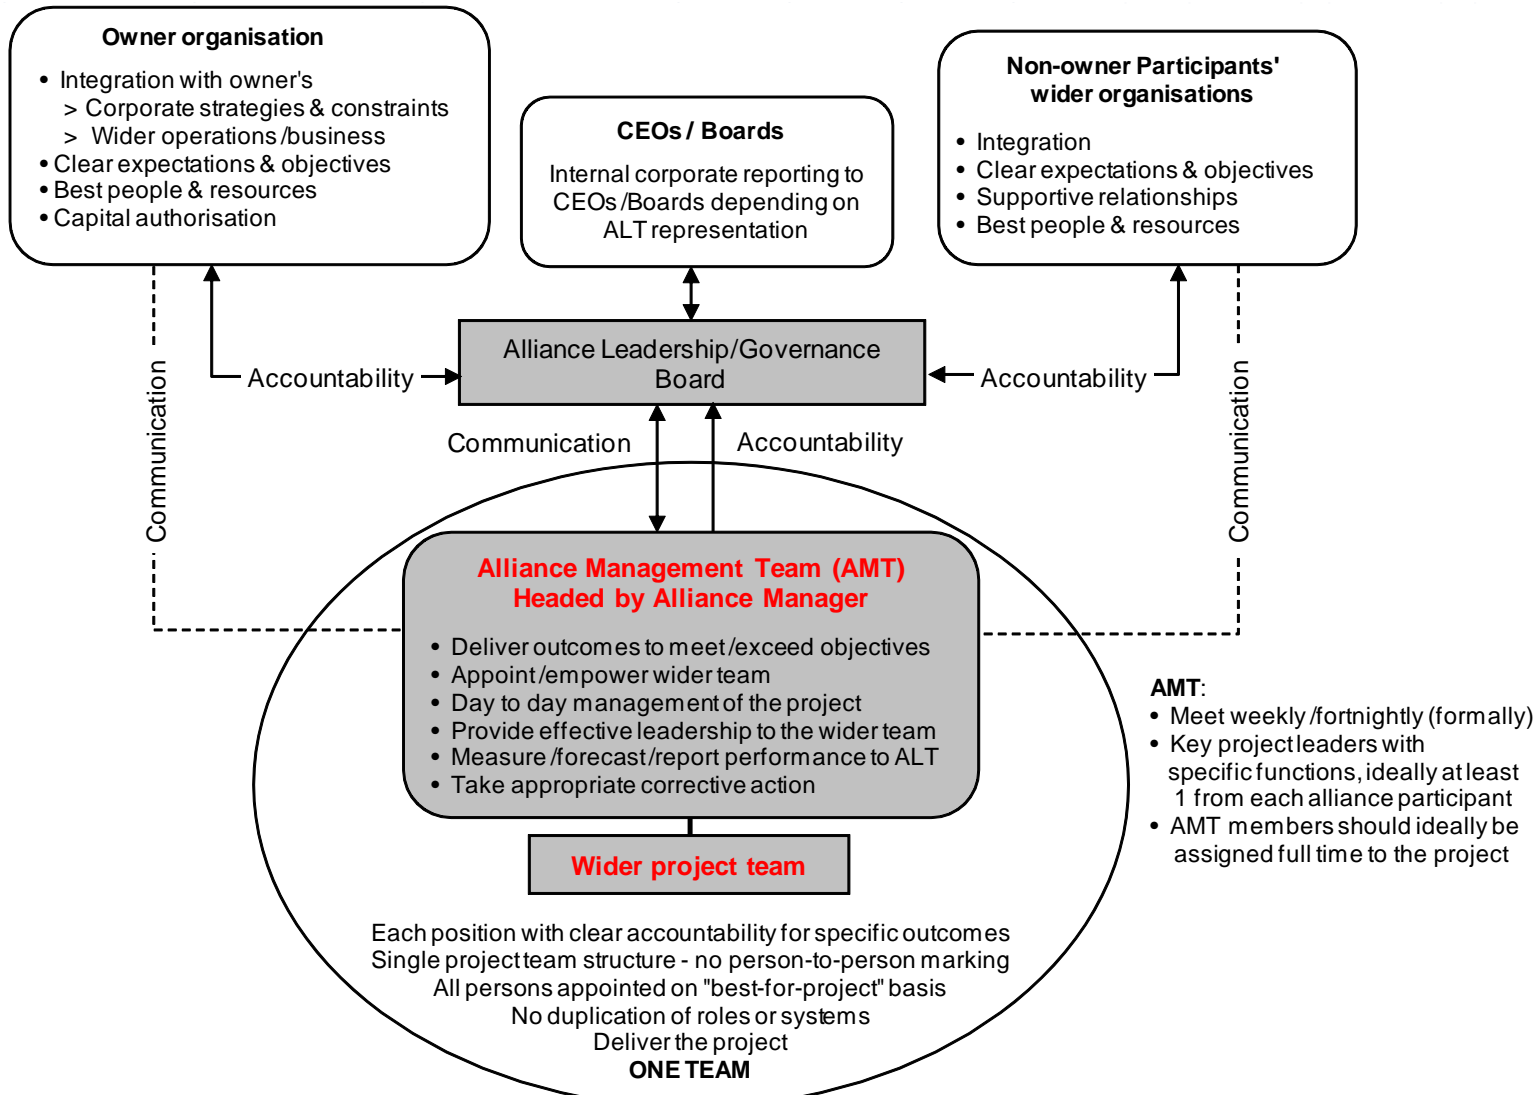 Owner organisation
• Integration with owner's
> Corporate strategies & constraints
> Wider operations/business
• Clear expectations & objectives
• Best people & resources
• Capital authorisation
CEOs / Boards
Internal corporate reporting to
CEOs/Boards depending on
ALT representation
Non-owner Participants'
wider organisations
• Integration
• Clear expectations & objectives
• Supportive relationships
• Best people & resources
Alliance Leadership/Governance
Board
Accountability
Accountability
Communication
Communication
Communication
Accountability
Alliance Management Team (AMT)
Headed by Alliance Manager
• Deliver outcomes to meet/exceed objectives
• Appoint/empower wider team
• Day to day management of the project
• Provide effective leadership to the wider team
• Measure/forecast/report performance to ALT
• Take appropriate corrective action
Wider project team
Each position with clear accountability for specific outcomes
Single project team structure - no person-to-person marking
All persons appointed on "best-for-project" basis
No duplication of roles or systems
Deliver the project
ONE TEAM
AMT:
• Meet weekly/fortnightly (formally)
• Key project leaders with
specific functions, ideally at least
1 from each alliance participant
• AMT members should ideally be
assigned full time to the project